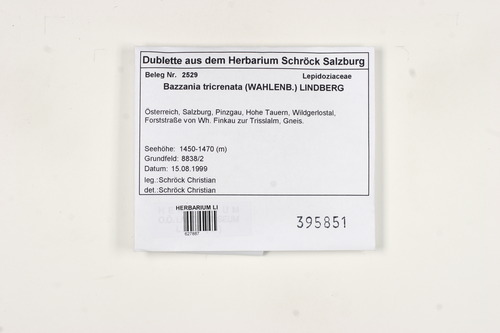 Dublette aus dem Herbarium Schröck Salzburg
Beleg Nr. 2529 Lepidoziaceae
Bazzania tricrenata (WAHLENB.) LINDBERG
Österreich, Salzburg, Pinzgau, Hohe Tauern, Wildgerlostal,
Forststraße von Wh. Finkau zur Trisslalm, Gneis.
Seehöhe: 1450-1470 (m)
Grundfeld: 8838/2
Datum: 15.08.1999
leg.:Schröck Christian
det.:Schröck Christian
HERBARIUM LI
627887
395851